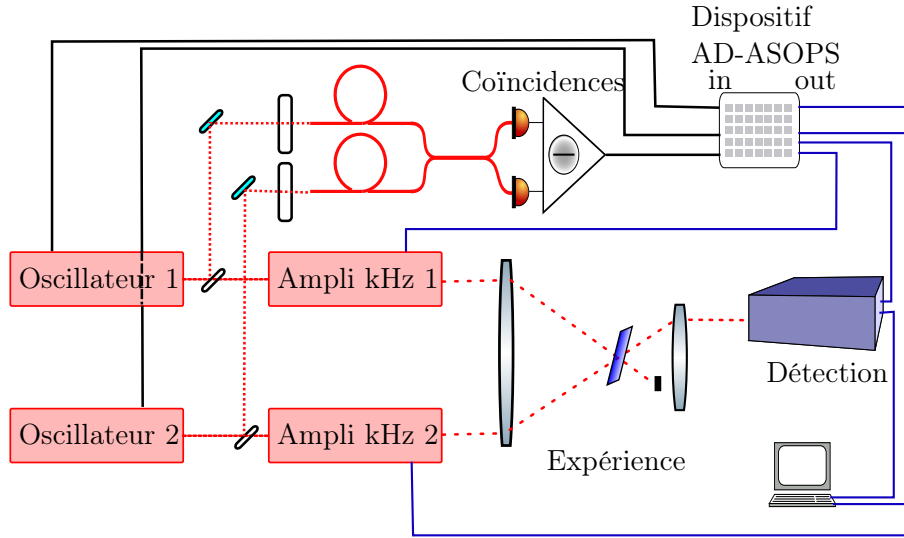 Dispositif
AD-ASOPS
in out
Coïncidences
Oscillateur 1
Ampli kHz 1
Détection
Oscillateur 2
Ampli kHz 2
Expérience